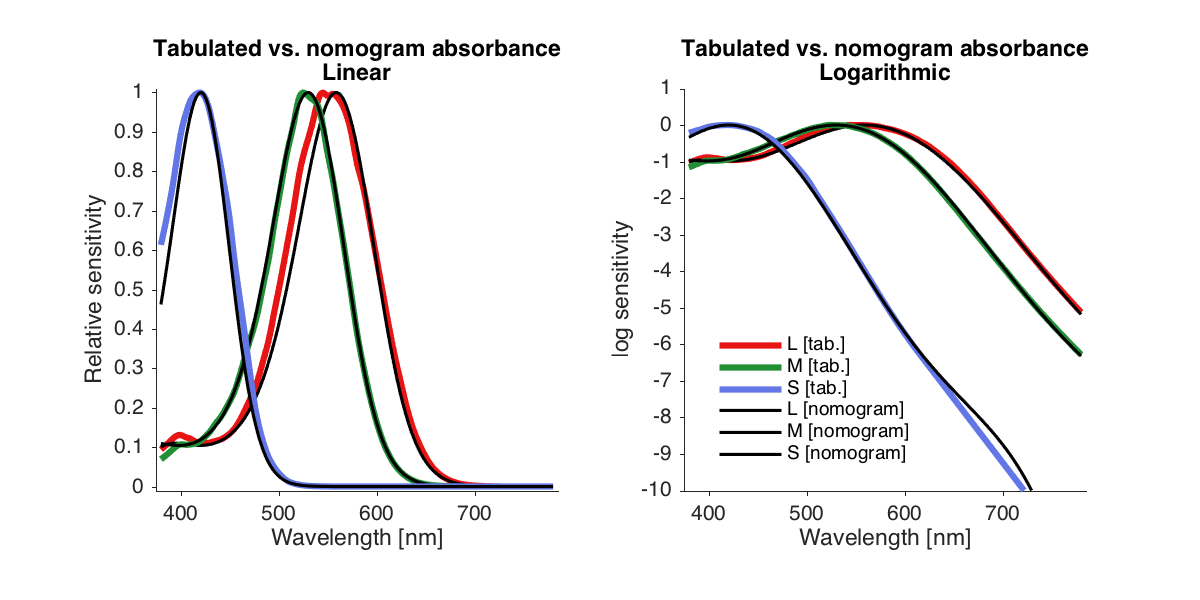 Tabulated vs. nomogram absorbance
Linear
Relative sensitivity
1
0.9
0.8
0.7
0.6
0.5
0.4
0.3
0.2
0.1
0
400 500 600 700
Wavelength [nm]
Tabulated vs. nomogram absorbance
Logarithmic
log sensitivity
1
0
-1
-2
-3
-4
-5
-6
-7
-8
-9
-10
L [tab.]
M [tab.]
S [tab.]
L [nomogram]
M [nomogram]
S [nomogram]
400 500 600 700
Wavelength [nm]